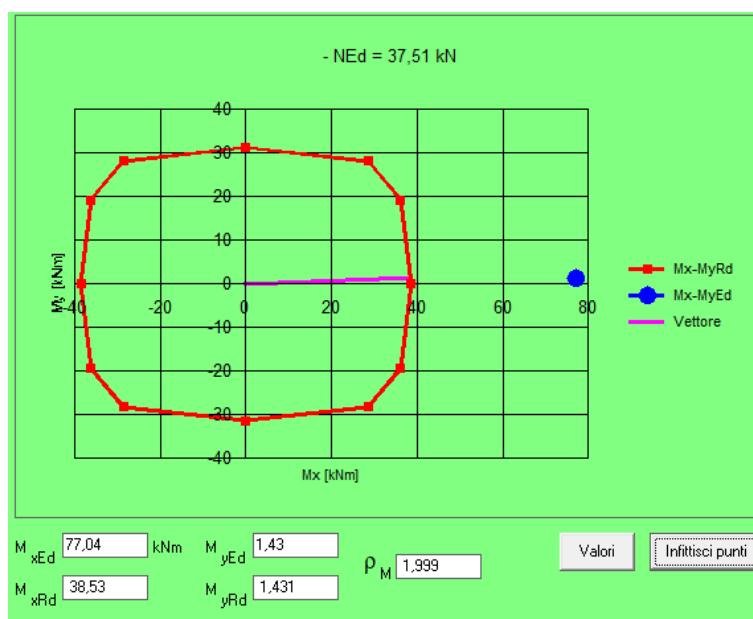 - NEd = 37,51 kN
My [kNm]
40
30
20
10
0
-10
-20
-30
-40
-40
-20
0
20
40
60
80
Mx [kNm]
Mx-MyRd
Mx-MyEd
Vettore
M xEd 77,04 kNm M yEd 1,43
M xRd 38,53 M yRd 1,431
ρ M 1,999
Valori
Infittisci punti